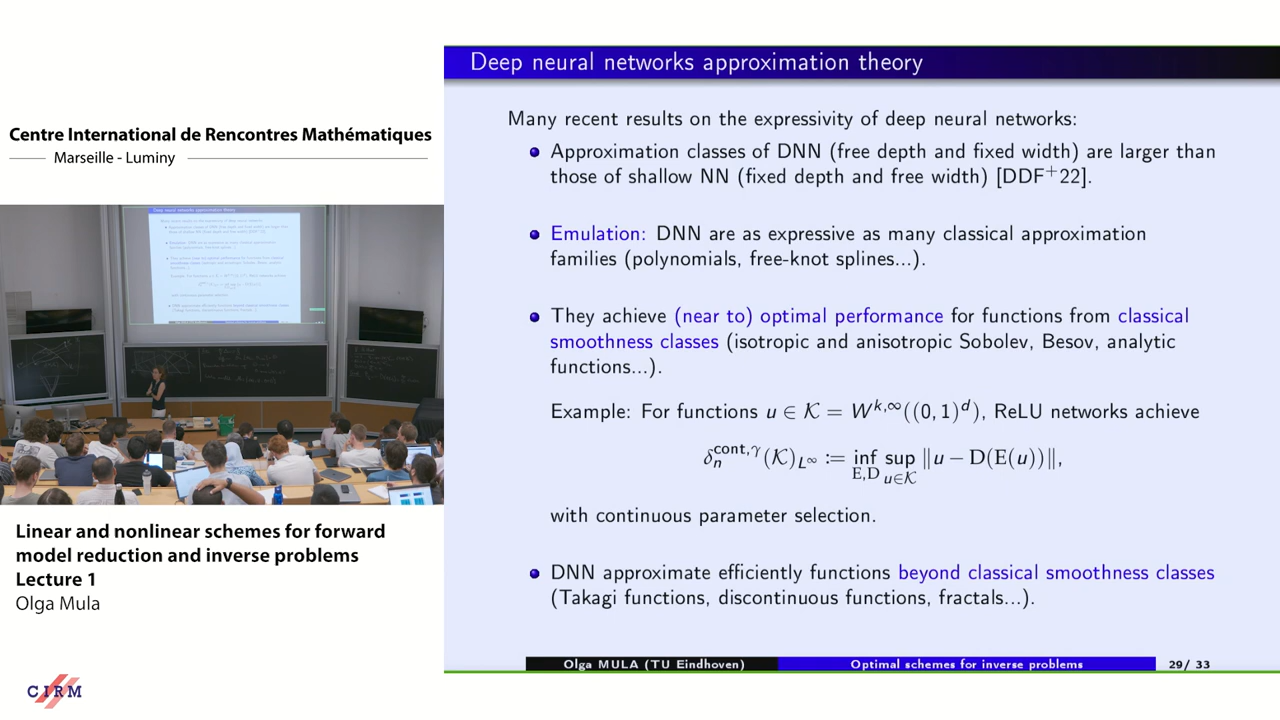 Centre International de Rencontres Mathématiques
Marseille - Luminy
Linear and nonlinear schemes for forward
model reduction and inverse problems
Lecture 1
Olga Mula
CIRM
Deep neural networks approximation theory
Many recent results on the expressivity of deep neural networks:
Approximation classes of DNN (free depth and fixed width) are larger than
those of shallow NN (fixed depth and free width) [DDF⁺22].
Emulation: DNN are as expressive as many classical approximation
families (polynomials, free-knot splines...).
They achieve (near to) optimal performance for functions from classical
smoothness classes (isotropic and anisotropic Sobolev, Besov, analytic
functions...).
Example: For functions u ∈ 𝒦 = W^{k,∞}((0, 1)^d), ReLU networks achieve
δ_n^{cont,γ}(𝒦)_{L^∞} := inf_{E,D} sup_{u∈𝒦} ‖u − D(E(u))‖,
with continuous parameter selection.
DNN approximate efficiently functions beyond classical smoothness classes
(Takagi functions, discontinuous functions, fractals...).
Olga MULA (TU Eindhoven) Optimal schemes for inverse problems 29/ 33